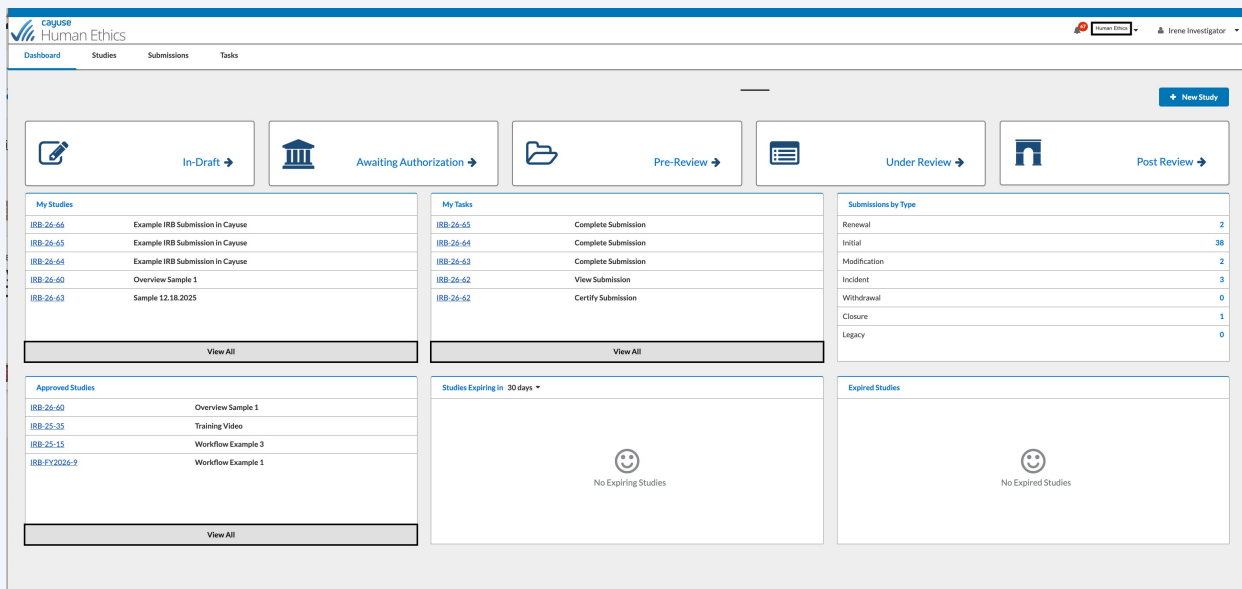 cayuse
Human Ethics
67 Human Ethics Irene Investigator
Dashboard Studies Submissions Tasks
+ New Study
In-Draft → Awaiting Authorization → Pre-Review → Under Review → Post Review →
My Studies
IRB-26-66 Example IRB Submission in Cayuse
IRB-26-65 Example IRB Submission in Cayuse
IRB-26-64 Example IRB Submission in Cayuse
IRB-26-60 Overview Sample 1
IRB-26-63 Sample 12.18.2025
View All
My Tasks
IRB-26-65 Complete Submission
IRB-26-64 Complete Submission
IRB-26-63 Complete Submission
IRB-26-62 View Submission
IRB-26-62 Certify Submission
View All
Submissions by Type
Renewal 2
Initial 38
Modification 2
Incident 3
Withdrawal 0
Closure 1
Legacy 0
Approved Studies
IRB-26-60 Overview Sample 1
IRB-25-35 Training Video
IRB-25-15 Workflow Example 3
IRB-FY2026-9 Workflow Example 1
View All
Studies Expiring in 30 days
No Expiring Studies
Expired Studies
No Expired Studies